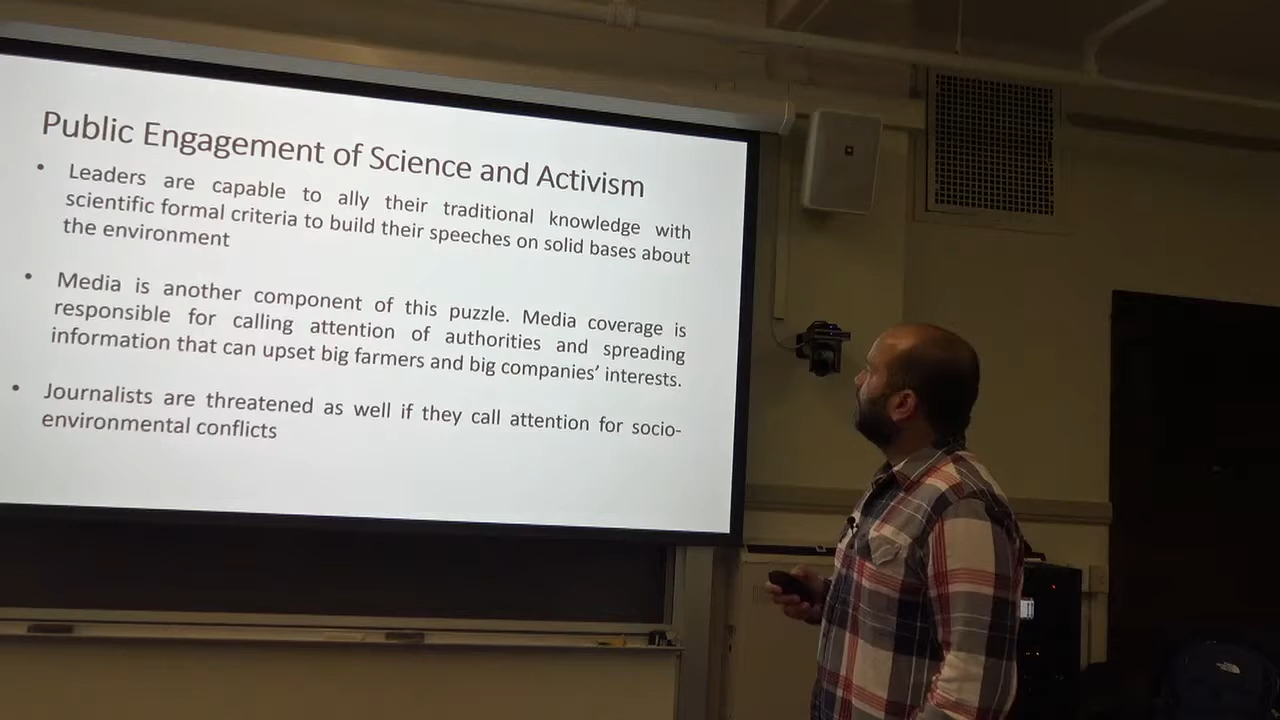 Public Engagement of Science and Activism
• Leaders are capable to ally their traditional knowledge with
scientific formal criteria to build their speeches on solid bases about
the environment
• Media is another component of this puzzle. Media coverage is
responsible for calling attention of authorities and spreading
information that can upset big farmers and big companies’ interests.
• Journalists are threatened as well if they call attention for socio-
environmental conflicts